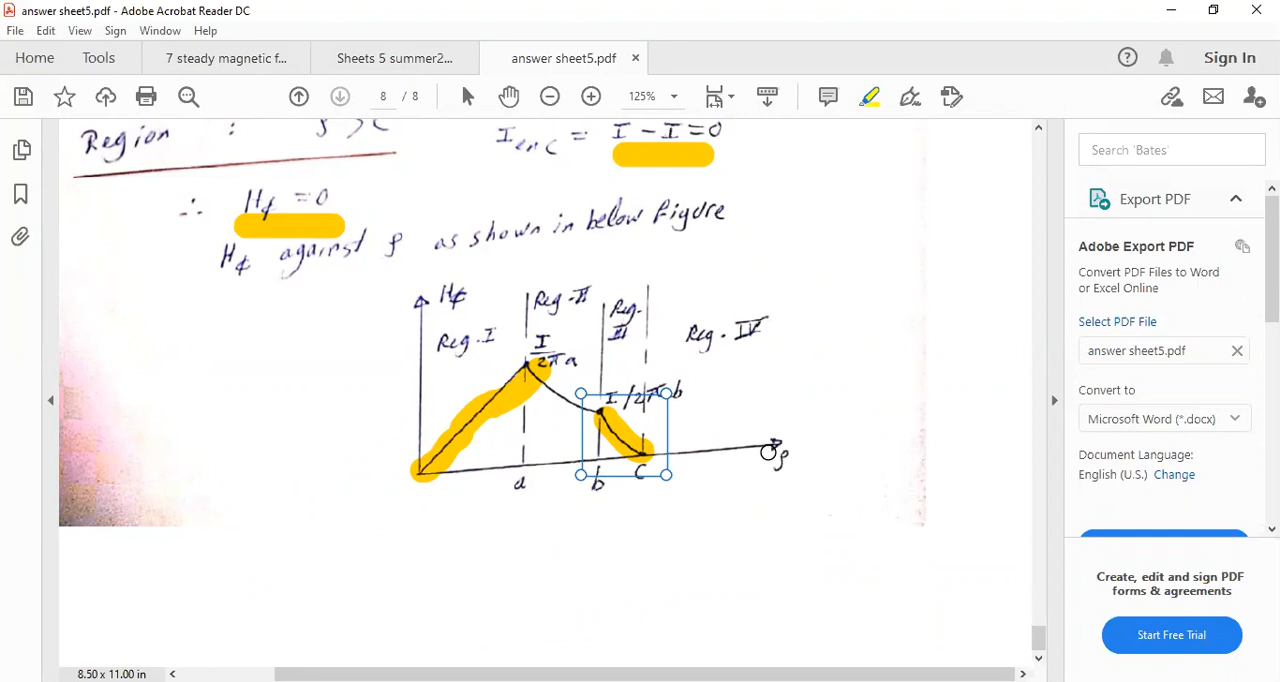 answer sheet5.pdf - Adobe Acrobat Reader DC
File Edit View Sign Window Help
Home Tools 7 steady magnetic f... Sheets 5 summer2... answer sheet5.pdf × Sign In
8 / 8 125%
Region : ρ > c I enc = I - I = 0
∴ Hϕ = 0
Hϕ against ρ as shown in below figure
Hϕ
Reg-I
Reg-II
Reg-III
Reg-IV
I/2πa
I/2πb
a b c ρ
8.50 x 11.00 in
Search 'Bates'
Export PDF
Adobe Export PDF
Convert PDF Files to Word
or Excel Online
Select PDF File
answer sheet5.pdf
Convert to
Microsoft Word (*.docx)
Document Language:
English (U.S.) Change
Create, edit and sign PDF
forms & agreements
Start Free Trial